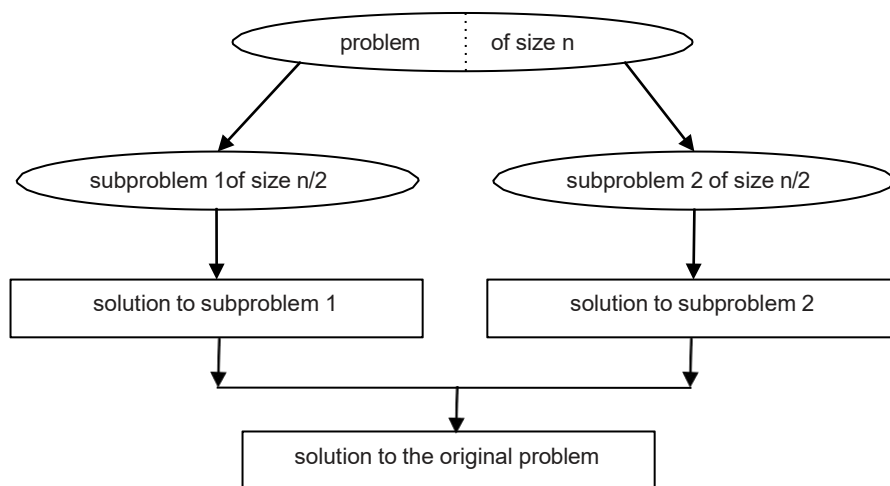 problem of size n
subproblem 1of size n/2
subproblem 2 of size n/2
solution to subproblem 1
solution to subproblem 2
solution to the original problem